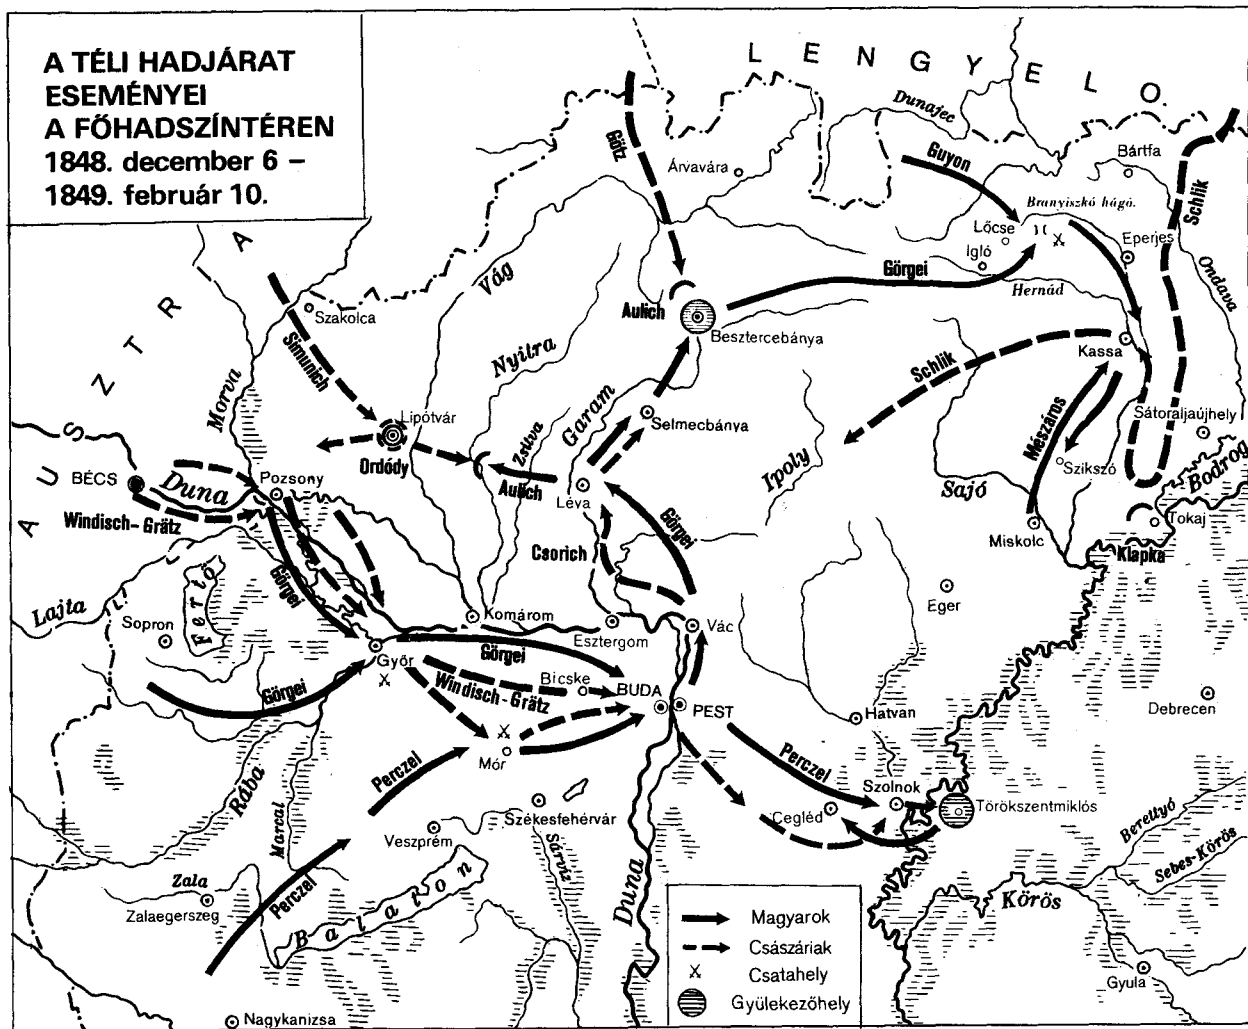 A TÉLI HADJÁRAT
ESEMÉNYEI
A FŐHADSZÍNTÉREN
1848. december 6 –
1849. február 10.
LENGYELO.
AUSZTRIA
Götz
Árvavára
Dunajec
Guyon
Bártfa
Schlik
Branyiszkó hágó.
Lőcse
Igló
Eperjes
Ondava
Görgei
Hernád
Vág
Szakolca
Simunich
Morva
Nyitra
Aulich
Besztercebánya
Kassa
Schlik
Garam
Lipótvár
Ordódy
Zsitva
Selmecbánya
Mészáros
Sátoraljaújhely
Szikszó
Bodrog
BÉCS
Duna
Pozsony
Windisch-Grätz
Aulich
Léva
Ipoly
Sajó
Görgei
Miskolc
Tokaj
Klapka
Csorich
Görgei
Lajta
Fertő
Sopron
Komárom
Esztergom
Vác
Eger
Győr
Görgei
Görgei
Windisch-Grätz
Bicske
BUDA
PEST
Hatvan
Debrecen
Mór
Perczel
Perczel
Rába
Marcal
Székesfehérvár
Veszprém
Sárvíz
Cegléd
Szolnok
Törökszentmiklós
Berettyó
Sebes-Körös
Zala
Zalaegerszeg
Perczel
Balaton
Duna
Körös
Gyula
Nagykanizsa
Magyarok
Császáriak
Csatahely
Gyülekezőhely